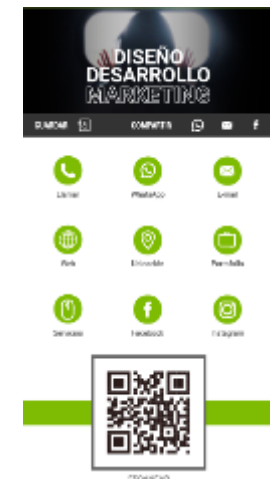 DISEÑO
DESARROLLO
MARKETING
GUARDAR COMPARTIR
Llamar WhatsApp E-mail
Web Ubicación Portafolio
Servicios Facebook Instagram